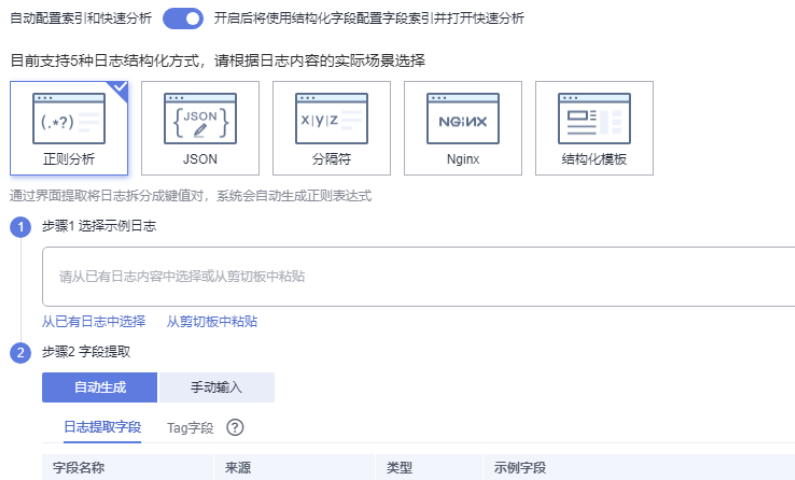 自动配置索引和快速分析 开启后将使用结构化字段配置字段索引并打开快速分析
目前支持5种日志结构化方式，请根据日志内容的实际场景选择
(.*?) {JSON} X|Y|Z NGINX
正则分析 JSON 分隔符 Nginx 结构化模板
通过界面提取将日志拆分成键值对，系统会自动生成正则表达式
1 步骤1 选择示例日志
请从已有日志内容中选择或从剪切板中粘贴
从已有日志中选择 从剪切板中粘贴
2 步骤2 字段提取
自动生成 手动输入
日志提取字段 Tag字段 ?
字段名称 来源 类型 示例字段